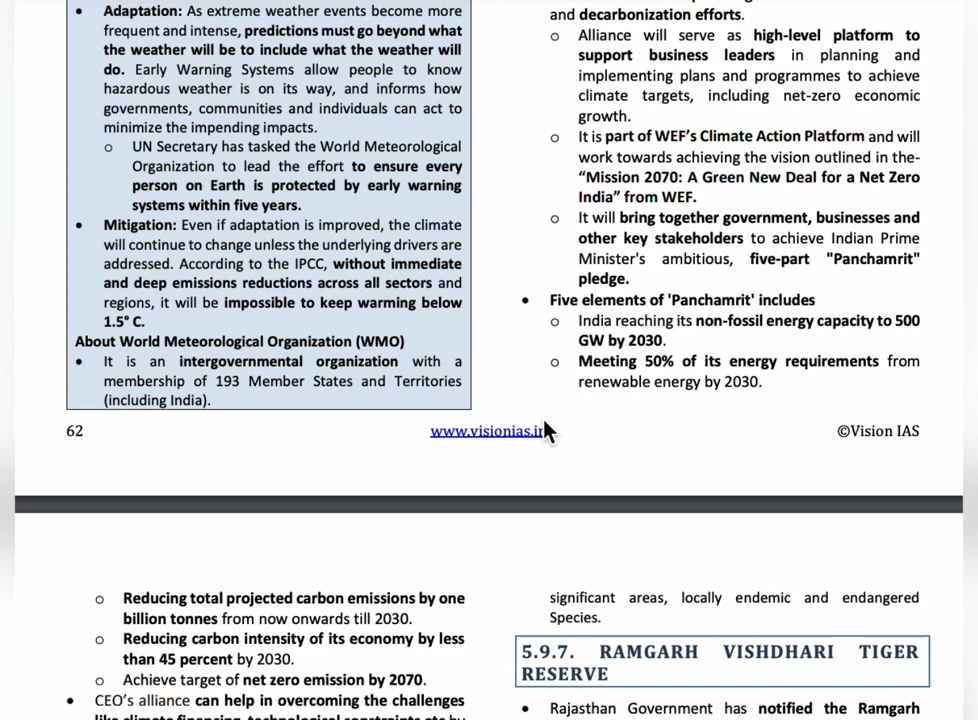 • Adaptation: As extreme weather events become more
frequent and intense, predictions must go beyond what
the weather will be to include what the weather will
do. Early Warning Systems allow people to know
hazardous weather is on its way, and informs how
governments, communities and individuals can act to
minimize the impending impacts.
o UN Secretary has tasked the World Meteorological
Organization to lead the effort to ensure every
person on Earth is protected by early warning
systems within five years.
• Mitigation: Even if adaptation is improved, the climate
will continue to change unless the underlying drivers are
addressed. According to the IPCC, without immediate
and deep emissions reductions across all sectors and
regions, it will be impossible to keep warming below
1.5° C.
About World Meteorological Organization (WMO)
• It is an intergovernmental organization with a
membership of 193 Member States and Territories
(including India).
and decarbonization efforts.
o Alliance will serve as high-level platform to
support business leaders in planning and
implementing plans and programmes to achieve
climate targets, including net-zero economic
growth.
o It is part of WEF’s Climate Action Platform and will
work towards achieving the vision outlined in the-
“Mission 2070: A Green New Deal for a Net Zero
India” from WEF.
o It will bring together government, businesses and
other key stakeholders to achieve Indian Prime
Minister's ambitious, five-part "Panchamrit"
pledge.
• Five elements of 'Panchamrit' includes
o India reaching its non-fossil energy capacity to 500
GW by 2030.
o Meeting 50% of its energy requirements from
renewable energy by 2030.
62 www.visionias.in ©Vision IAS
o Reducing total projected carbon emissions by one
billion tonnes from now onwards till 2030.
o Reducing carbon intensity of its economy by less
than 45 percent by 2030.
o Achieve target of net zero emission by 2070.
• CEO’s alliance can help in overcoming the challenges
like climate financing, technological constraints etc by
significant areas, locally endemic and endangered
Species.
5.9.7. RAMGARH VISHDHARI TIGER
RESERVE
• Rajasthan Government has notified the Ramgarh